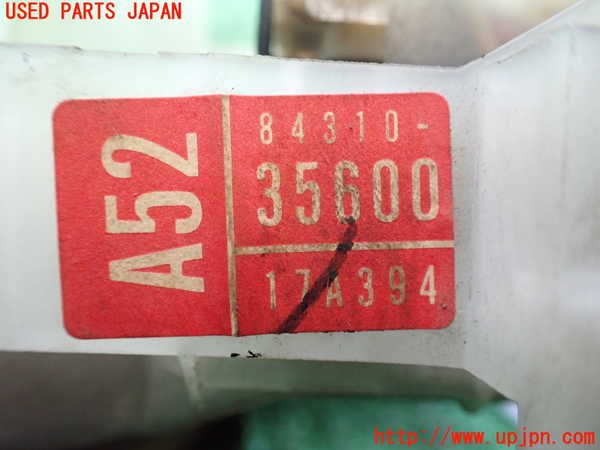 USED PARTS JAPAN
A52
84310-
35600
17A394
http://www.upjpn.com/